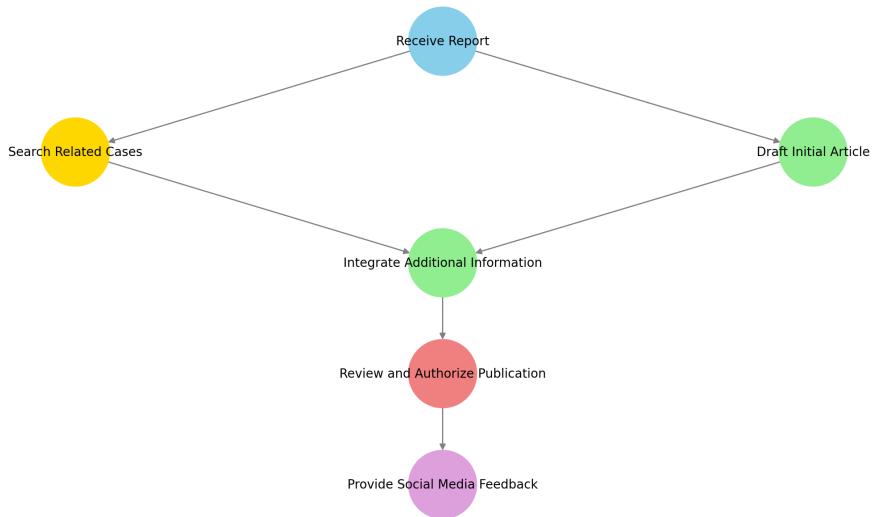 Receive Report
Search Related Cases
Draft Initial Article
Integrate Additional Information
Review and Authorize Publication
Provide Social Media Feedback